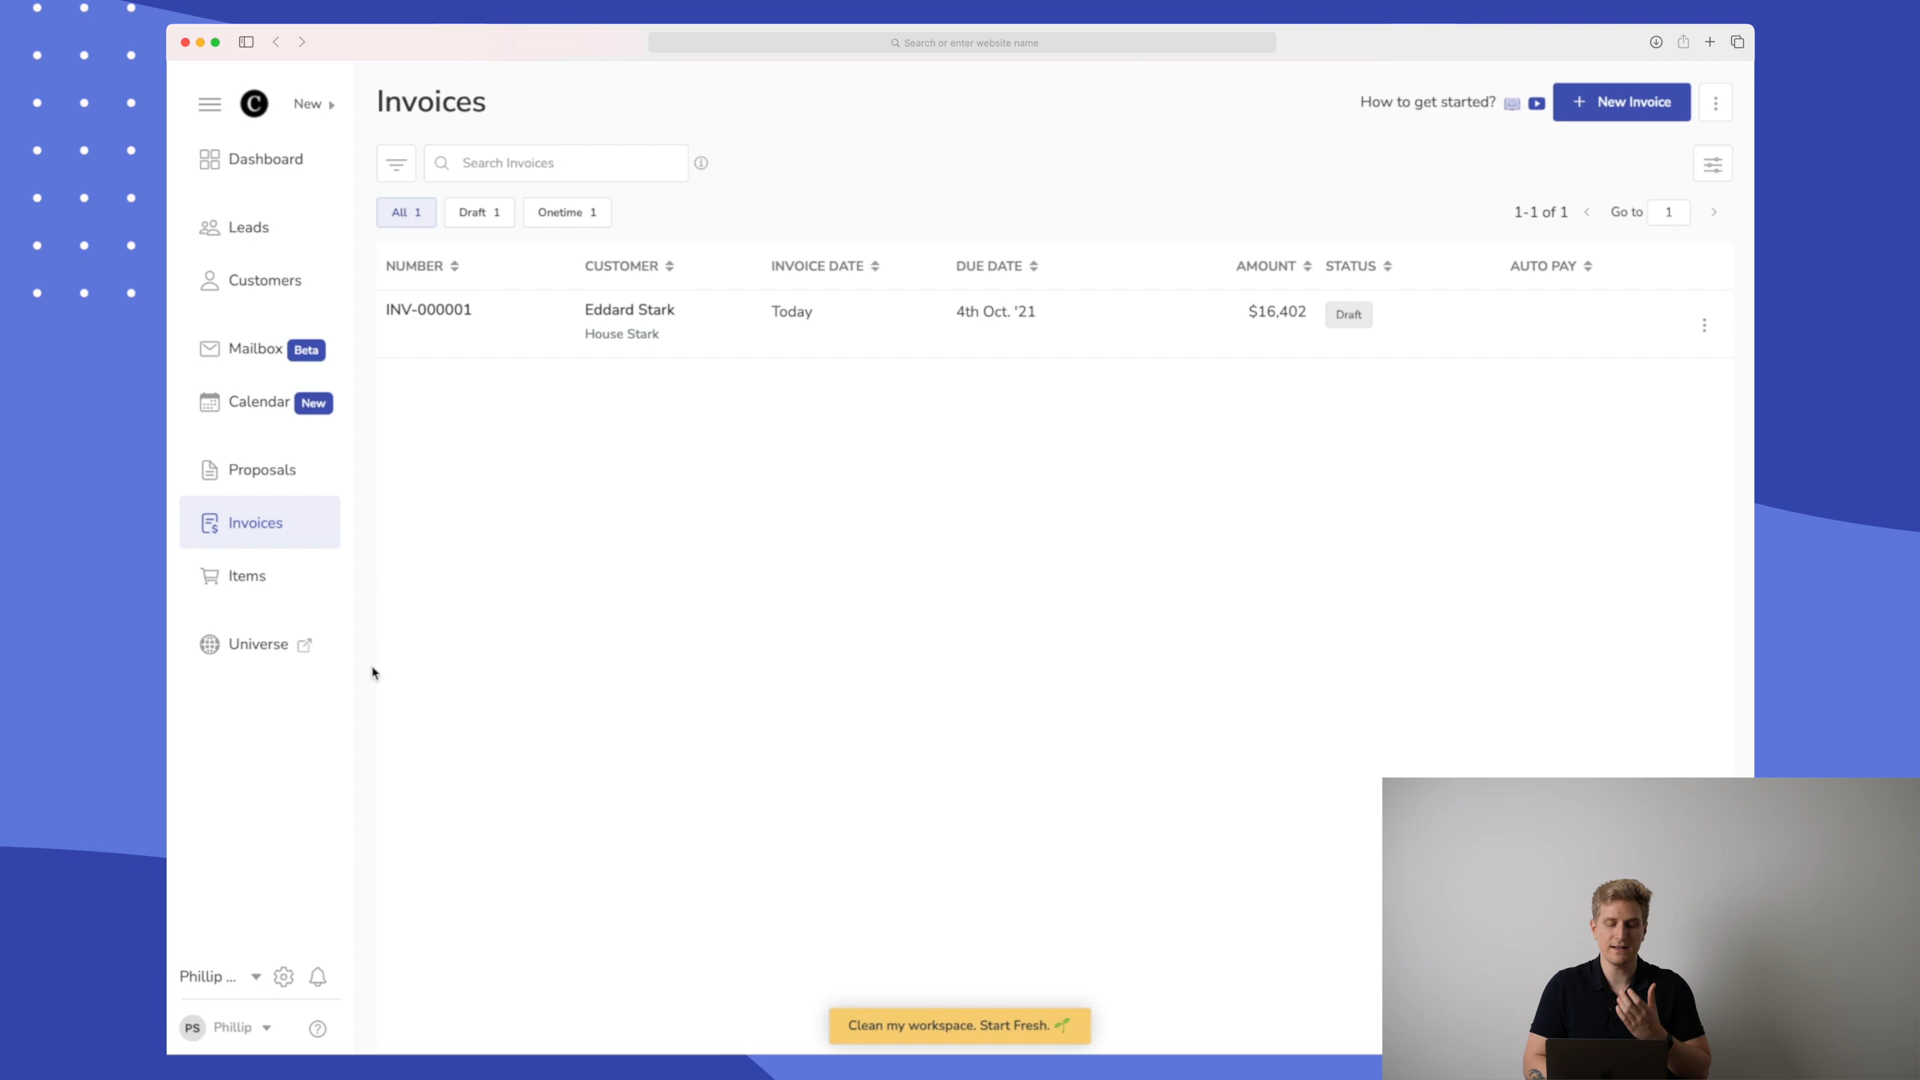 Search or enter website name
C
New
Invoices
How to get started?
+ New Invoice
Dashboard
Search Invoices
All 1
Draft 1
Onetime 1
1-1 of 1
Go to
1
Leads
NUMBER
CUSTOMER
INVOICE DATE
DUE DATE
AMOUNT
STATUS
AUTO PAY
Customers
INV-000001
Eddard Stark
House Stark
Today
4th Oct. '21
$16,402
Draft
Mailbox Beta
Calendar New
Proposals
Invoices
Items
Universe
Phillip ...
PS Phillip
Clean my workspace. Start Fresh.